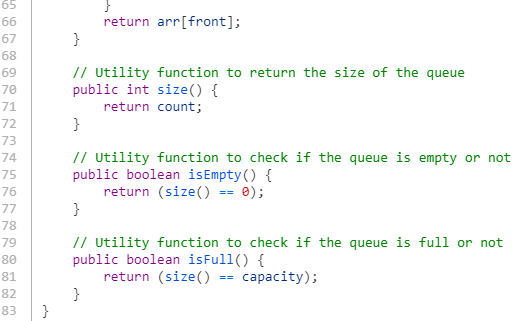 65         }
66         return arr[front];
67     }
68
69     // Utility function to return the size of the queue
70     public int size() {
71         return count;
72     }
73
74     // Utility function to check if the queue is empty or not
75     public boolean isEmpty() {
76         return (size() == 0);
77     }
78
79     // Utility function to check if the queue is full or not
80     public boolean isFull() {
81         return (size() == capacity);
82     }
83 }